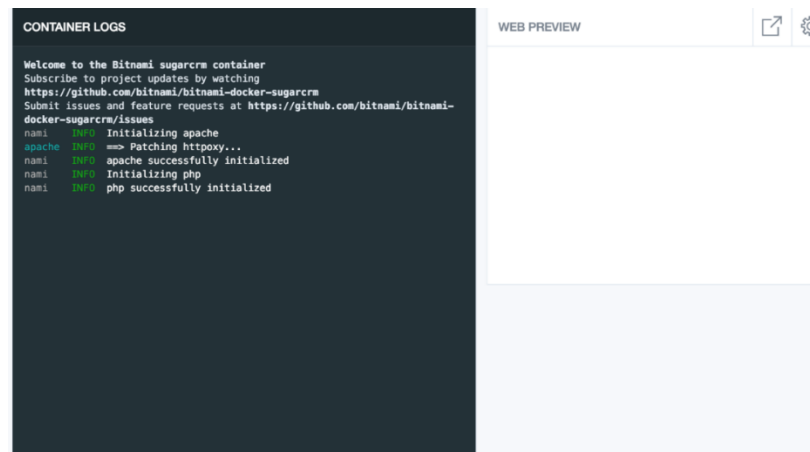 CONTAINER LOGS
Welcome to the Bitnami sugarcrm container
Subscribe to project updates by watching
https://github.com/bitnami/bitnami-docker-sugarcrm
Submit issues and feature requests at https://github.com/bitnami/bitnami-
docker-sugarcrm/issues
nami INFO Initializing apache
apache INFO ==> Patching httpoxy...
nami INFO apache successfully initialized
nami INFO Initializing php
nami INFO php successfully initialized
WEB PREVIEW